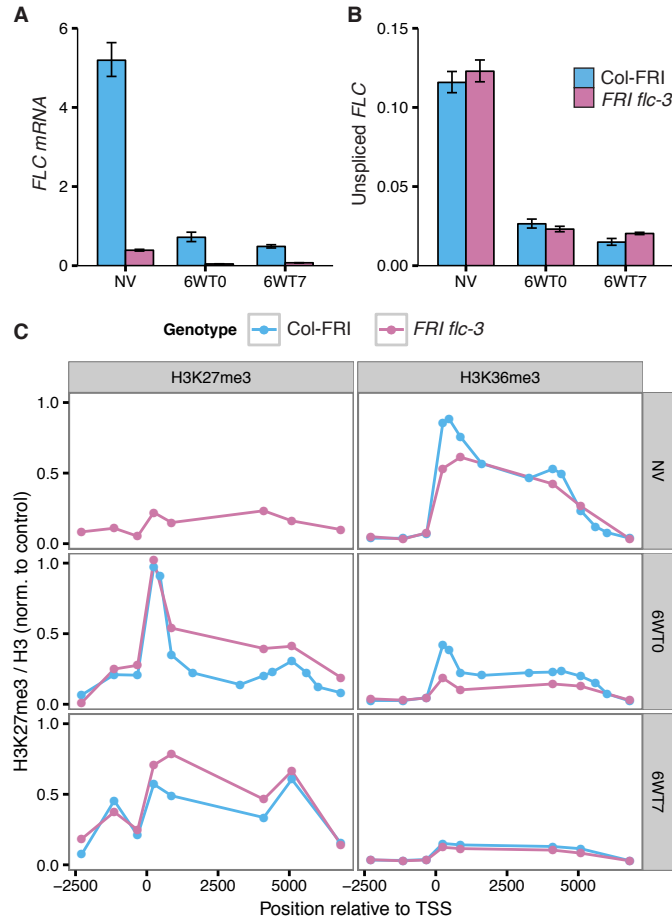 A
B
6
4
2
0
FLC mRNA
NV
6WT0
6WT7
0.15
0.10
0.05
0.00
Unspliced FLC
NV
6WT0
6WT7
Col-FRI
FRI flc-3
C
Genotype
Col-FRI
FRI flc-3
H3K27me3
H3K36me3
NV
6WT0
6WT7
H3K27me3 / H3 (norm. to control)
1.0
0.5
0.0
1.0
0.5
0.0
1.0
0.5
0.0
−2500
0
2500
5000
−2500
0
2500
5000
Position relative to TSS